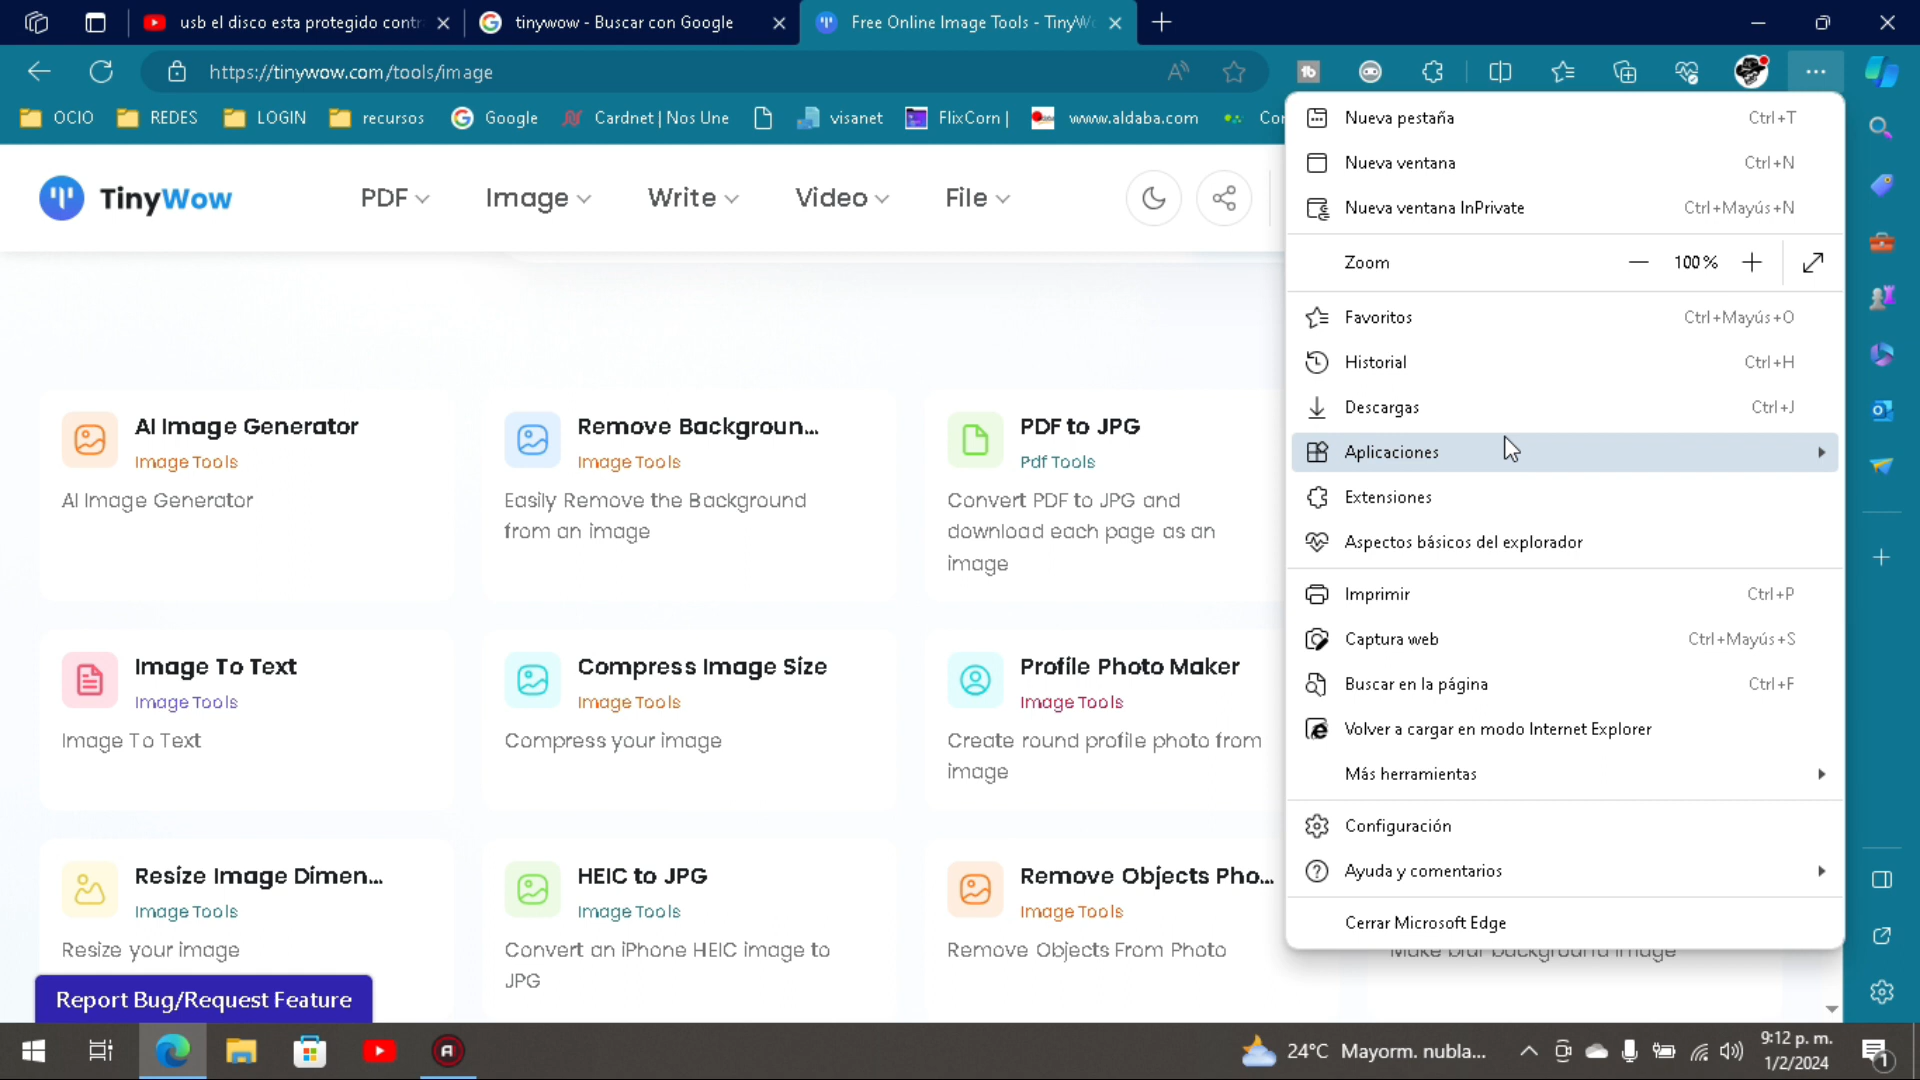 usb el disco esta protegido contr
tinywow - Buscar con Google
Free Online Image Tools - TinyW
https://tinywow.com/tools/image
OCIO
REDES
LOGIN
recursos
Google
Cardnet | Nos Une
visanet
FlixCorn |
www.aldaba.com
Cor
TinyWow
PDF
Image
Write
Video
File
AI Image Generator
Image Tools
AI Image Generator
Remove Backgroun...
Image Tools
Easily Remove the Background
from an image
PDF to JPG
Pdf Tools
Convert PDF to JPG and
download each page as an
image
Image To Text
Image Tools
Image To Text
Compress Image Size
Image Tools
Compress your image
Profile Photo Maker
Image Tools
Create round profile photo from
image
Resize Image Dimen...
Image Tools
Resize your image
HEIC to JPG
Image Tools
Convert an iPhone HEIC image to
JPG
Remove Objects Pho...
Image Tools
Remove Objects From Photo
Make blur background image
Report Bug/Request Feature
Nueva pestaña Ctrl+T
Nueva ventana Ctrl+N
Nueva ventana InPrivate Ctrl+Mayús+N
Zoom 100%
Favoritos Ctrl+Mayús+O
Historial Ctrl+H
Descargas Ctrl+J
Aplicaciones
Extensiones
Aspectos básicos del explorador
Imprimir Ctrl+P
Captura web Ctrl+Mayús+S
Buscar en la página Ctrl+F
Volver a cargar en modo Internet Explorer
Más herramientas
Configuración
Ayuda y comentarios
Cerrar Microsoft Edge
24°C Mayorm. nubla...
9:12 p. m.
1/2/2024
1